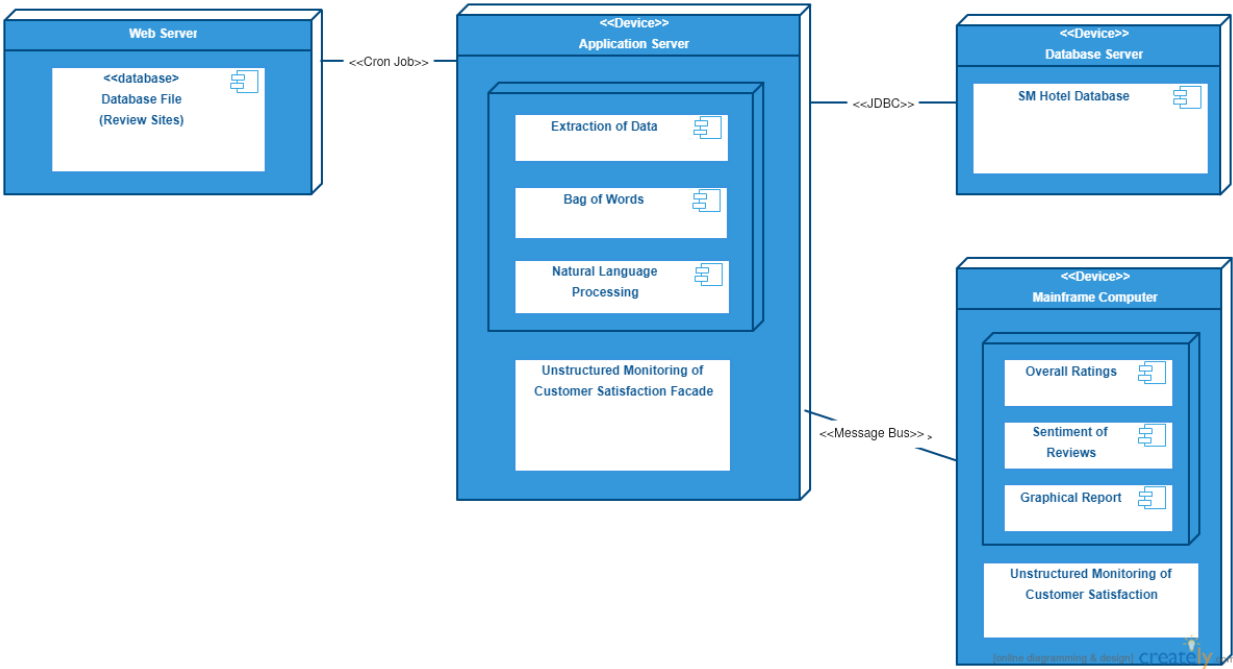 Web Server
<<database>
Database File
(Review Sites)
<<Cron Job>>
<<Device>>
Application Server
Extraction of Data
Bag of Words
Natural Language
Processing
Unstructured Monitoring of
Customer Satisfaction Facade
<<JDBC>>
<<Device>>
Database Server
SM Hotel Database
<<Message Bus>> >
<<Device>>
Mainframe Computer
Overall Ratings
Sentiment of
Reviews
Graphical Report
Unstructured Monitoring of
Customer Satisfaction
[online diagramming & design] creately.com